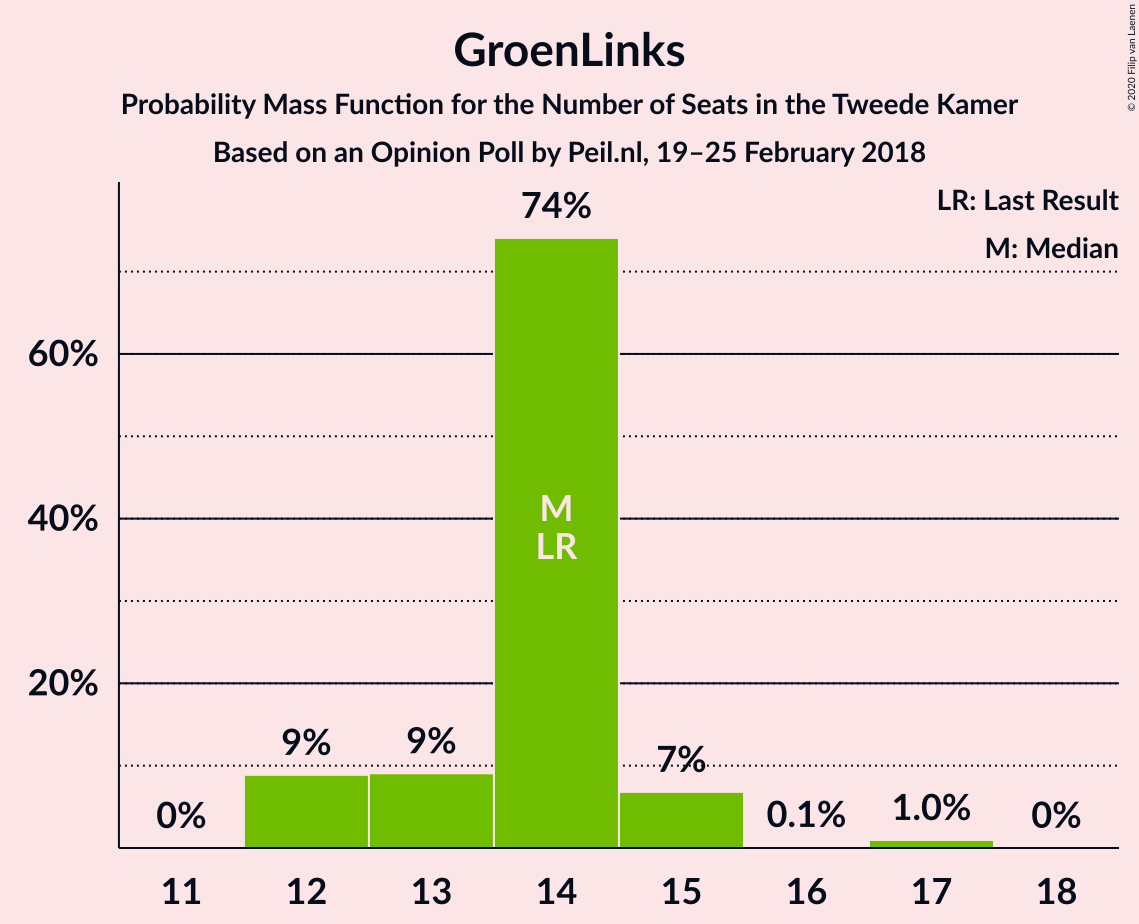 © 2020 Filip van Laenen
GroenLinks
Probability Mass Function for the Number of Seats in the Tweede Kamer
Based on an Opinion Poll by Peil.nl, 19–25 February 2018
LR: Last Result
M: Median
74%
60%
40%
20%
M
LR
0%
9%
9%
7%
0.1%
1.0%
0%
11
12
13
14
15
16
17
18